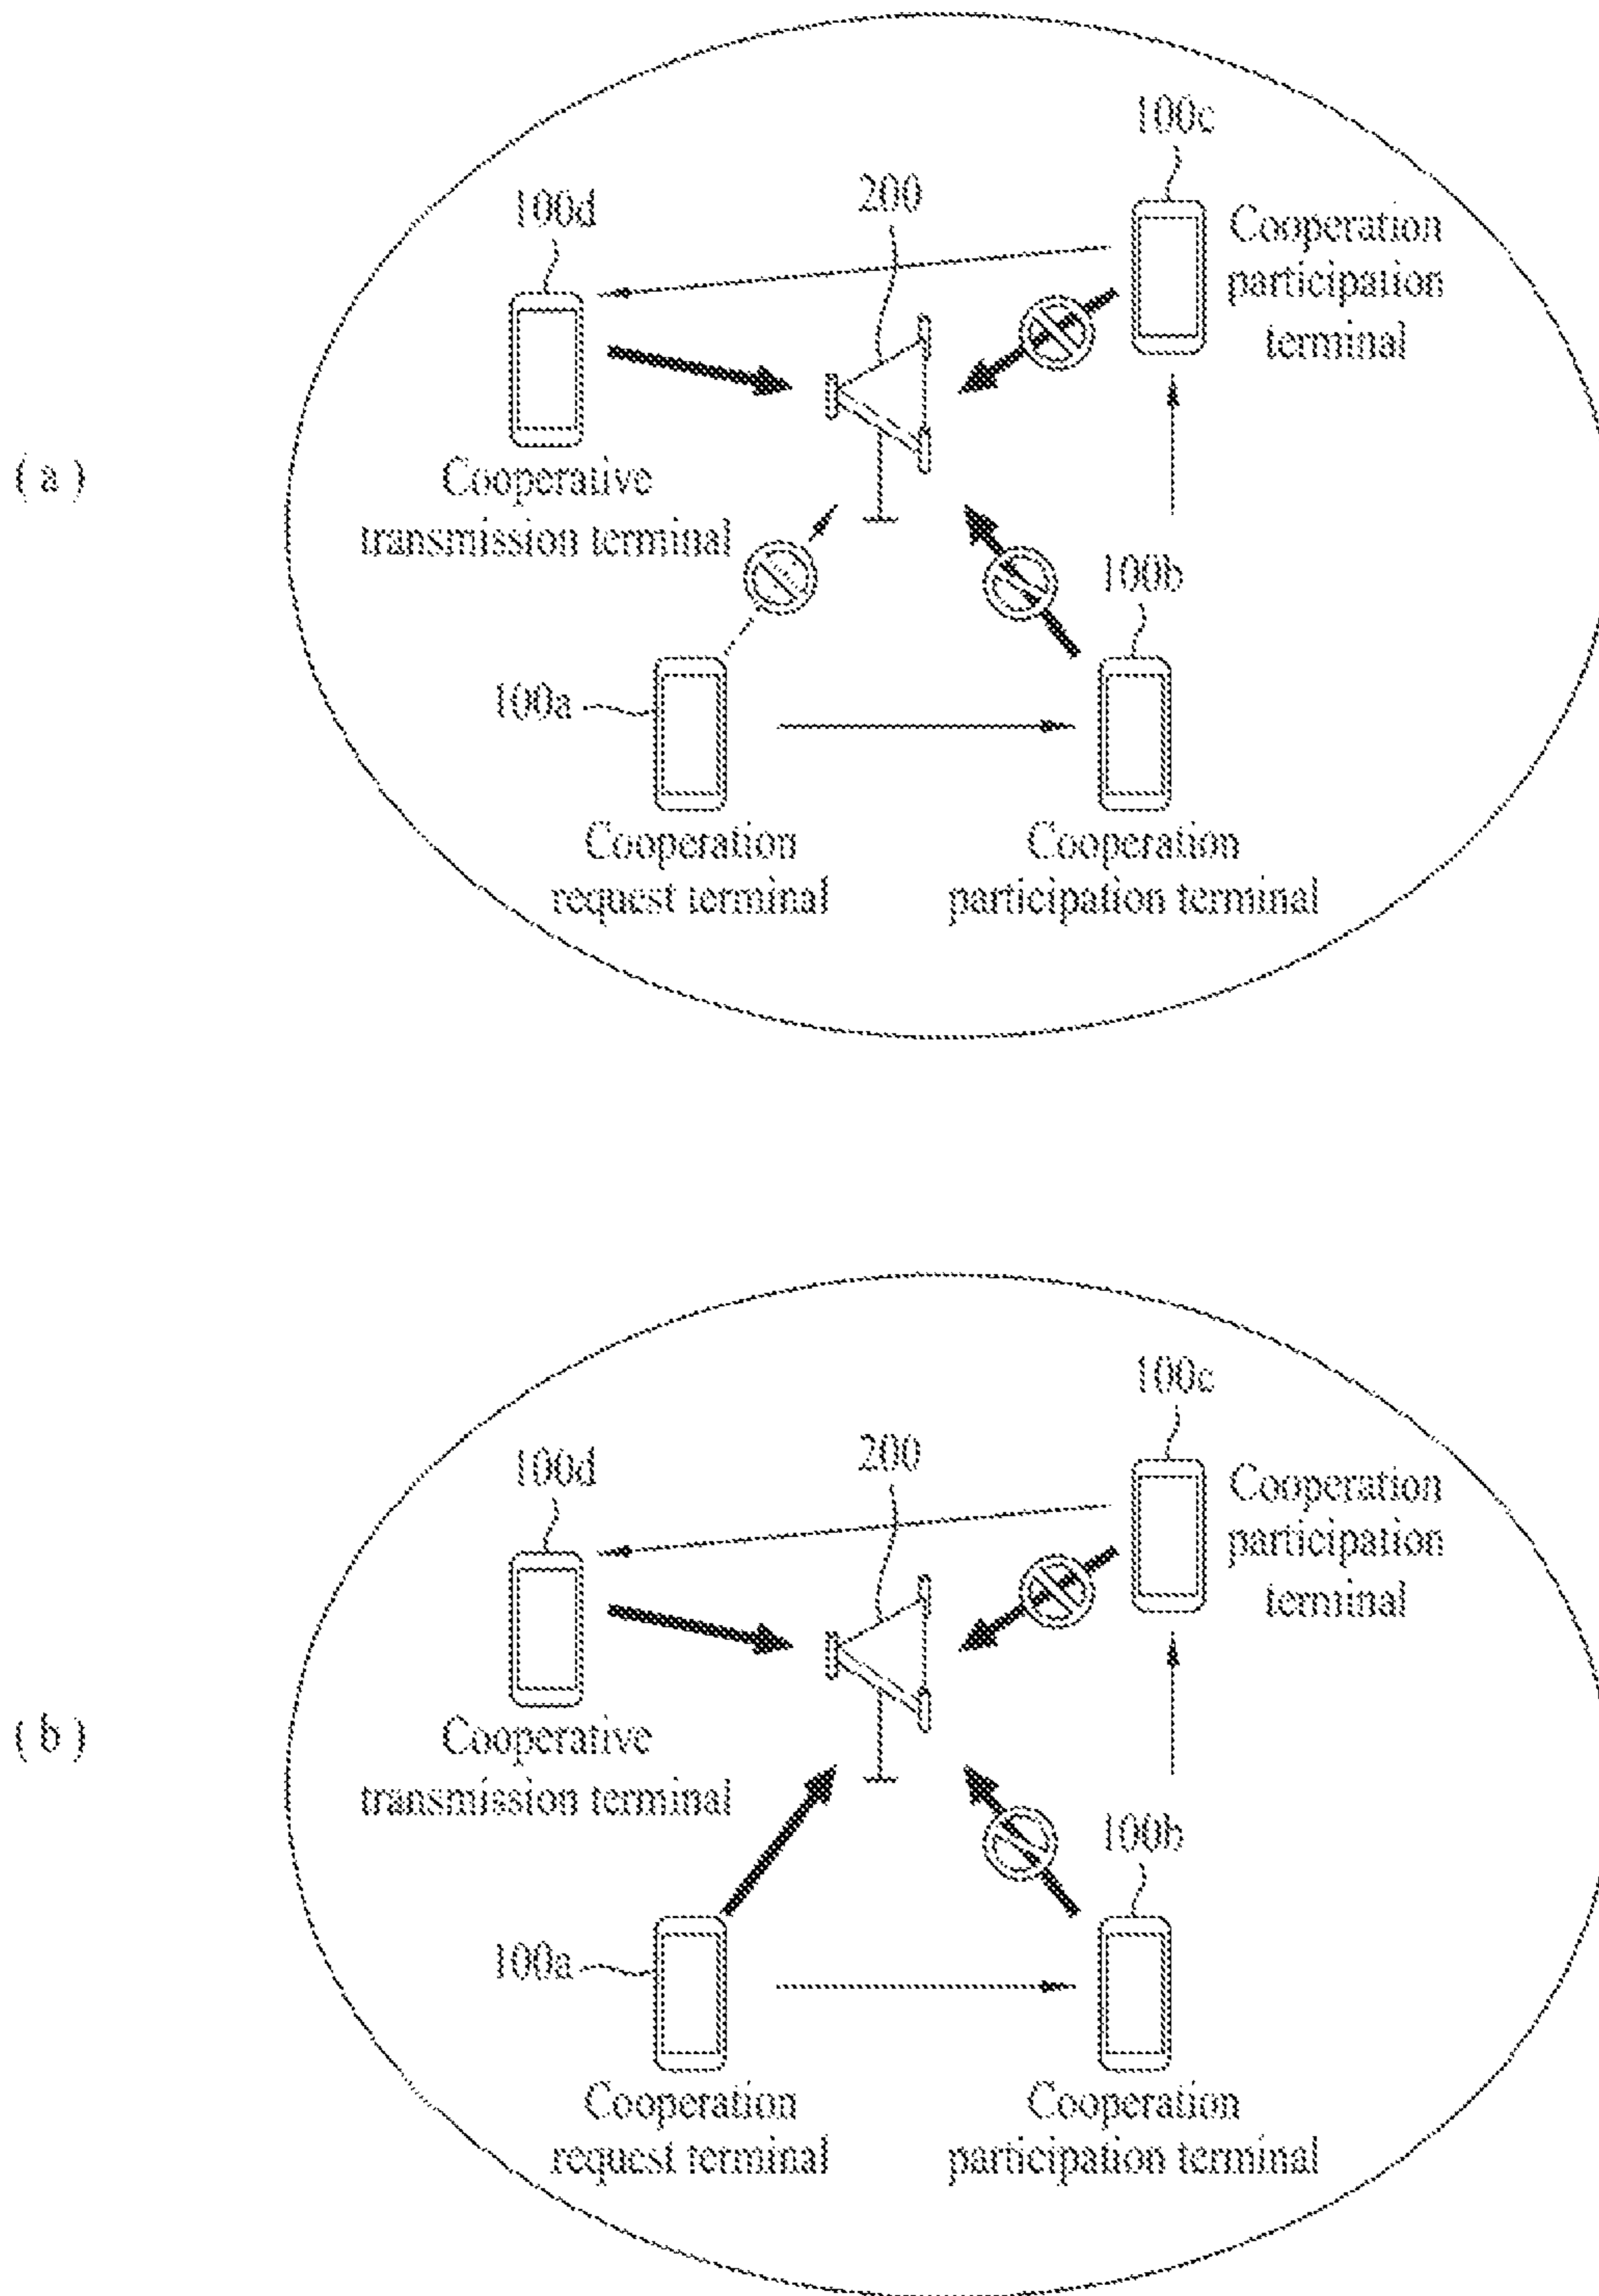 ( a )
100d
200
100c
Cooperation
participation
terminal
Cooperative
transmission terminal
100b
100a
Cooperation
request terminal
Cooperation
participation terminal
( b )
100d
200
100c
Cooperation
participation
terminal
Cooperative
transmission terminal
100b
100a
Cooperation
request terminal
Cooperation
participation terminal